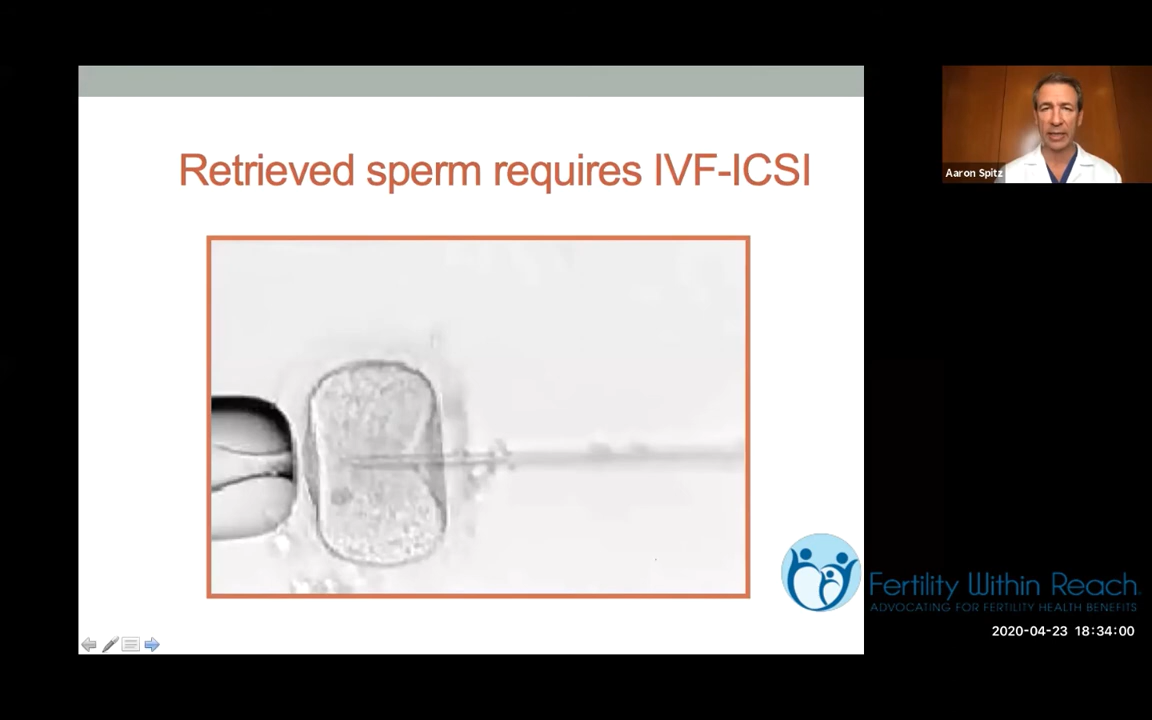 Retrieved sperm requires IVF-ICSI
Aaron Spitz
Fertility Within Reach®
ADVOCATING FOR FERTILITY HEALTH BENEFITS
2020-04-23 18:34:00